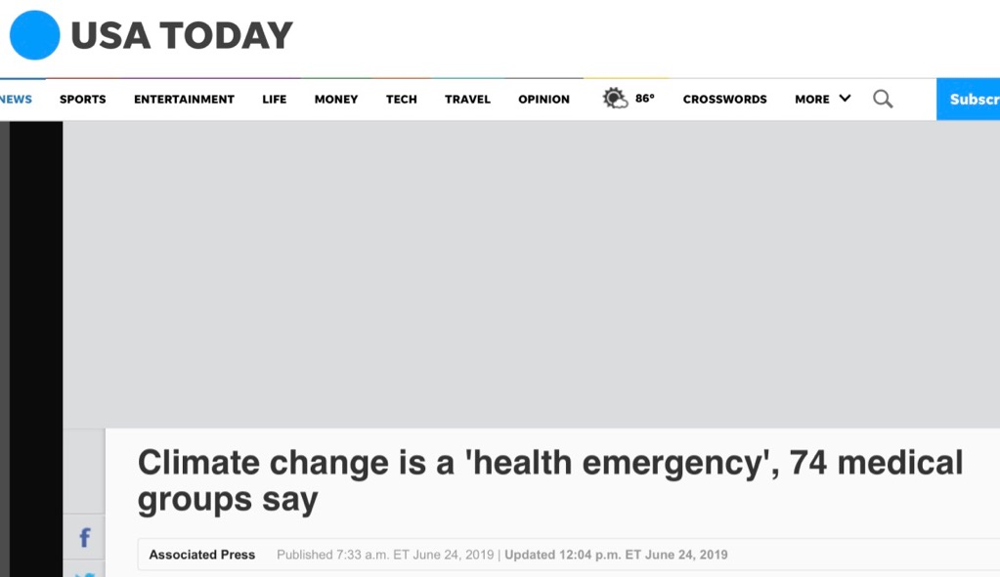 USA TODAY
NEWS SPORTS ENTERTAINMENT LIFE MONEY TECH TRAVEL OPINION 86° CROSSWORDS MORE Subscr
Climate change is a 'health emergency', 74 medical
groups say
f
Associated Press Published 7:33 a.m. ET June 24, 2019 | Updated 12:04 p.m. ET June 24, 2019